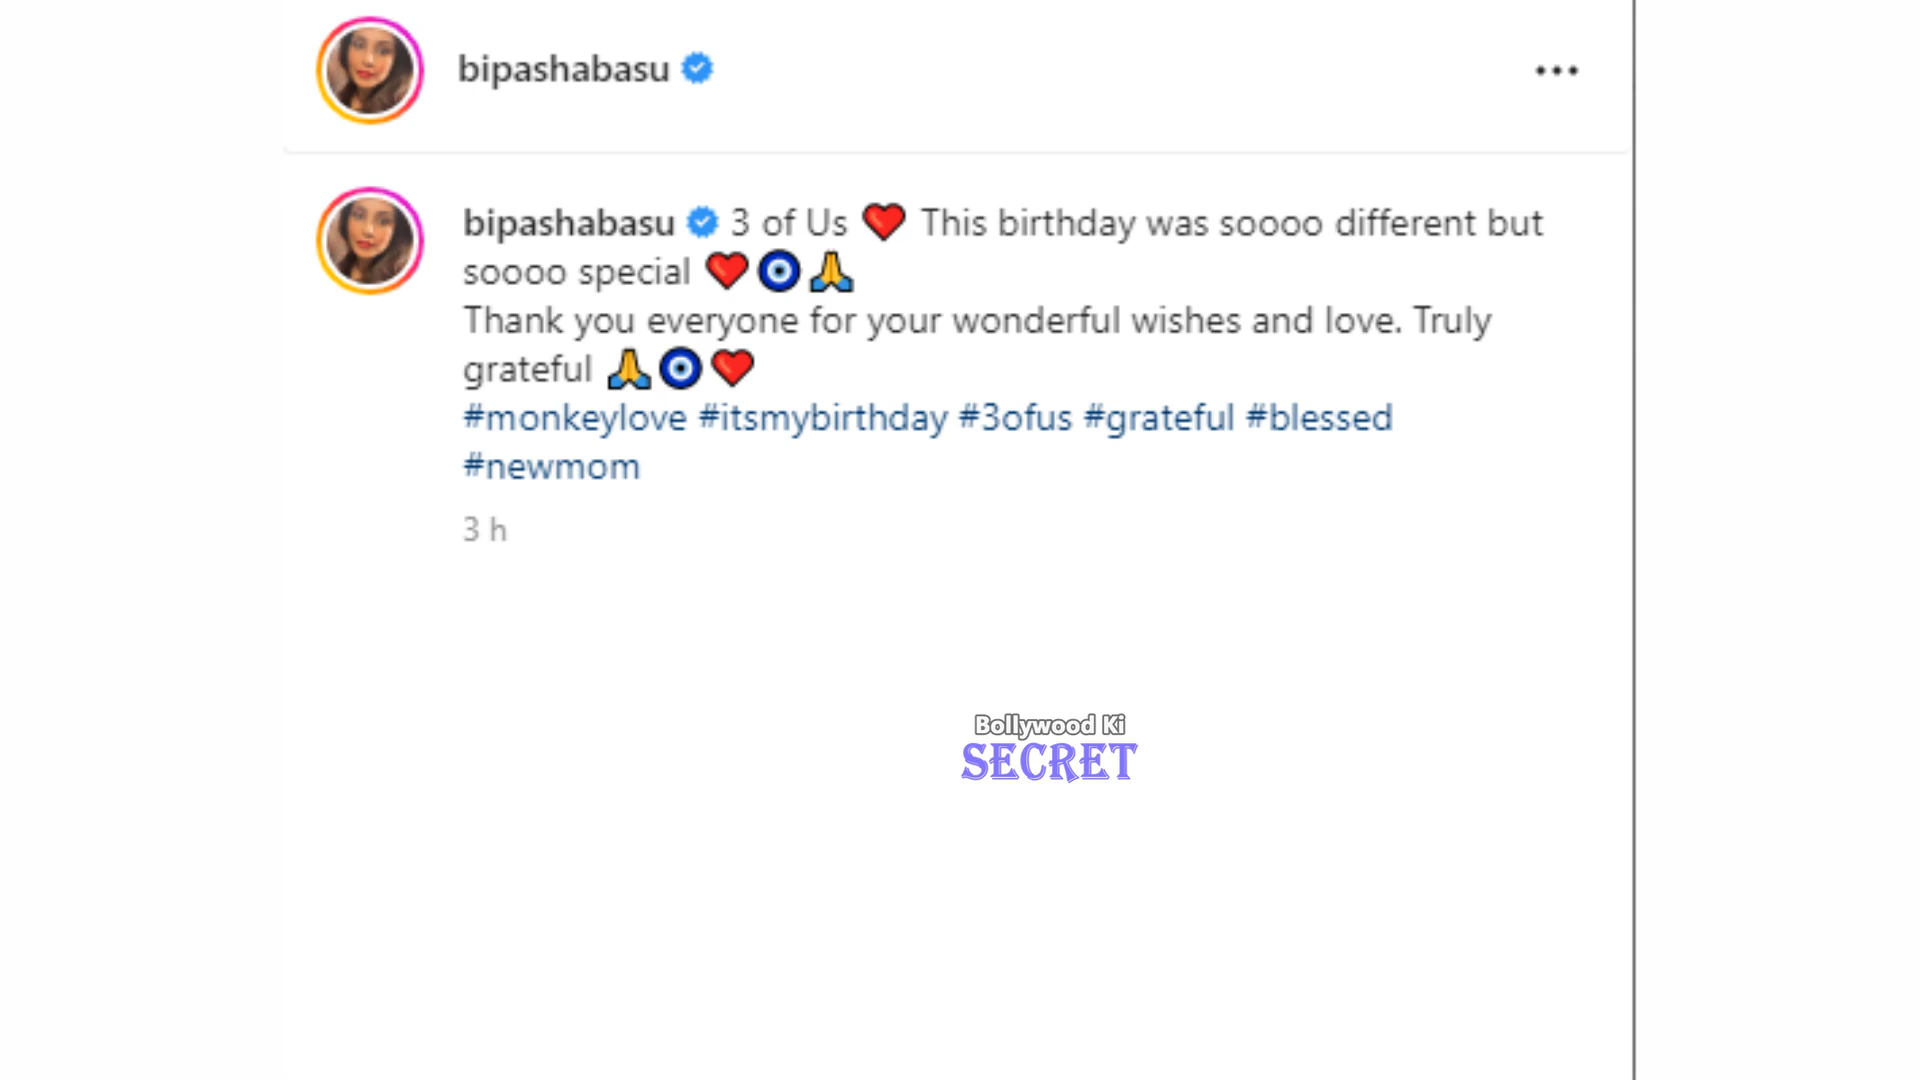 bipashabasu
bipashabasu 3 of Us ❤️ This birthday was soooo different but
soooo special ❤️🧿🙏
Thank you everyone for your wonderful wishes and love. Truly
grateful 🙏🧿❤️
#monkeylove #itsmybirthday #3ofus #grateful #blessed
#newmom
3 h
Bollywood Ki
SECRET